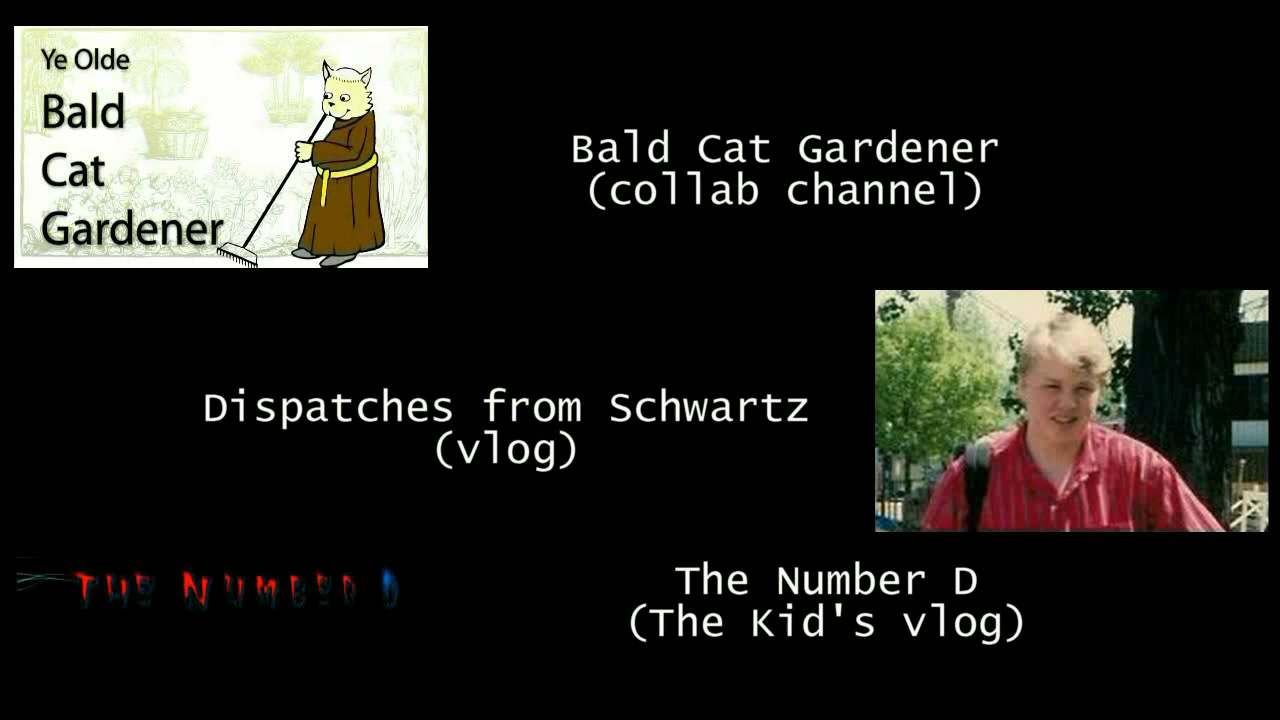 Ye Olde
Bald
Cat
Gardener
Bald Cat Gardener
(collab channel)
Dispatches from Schwartz
(vlog)
THE NUMBER D
The Number D
(The Kid's vlog)